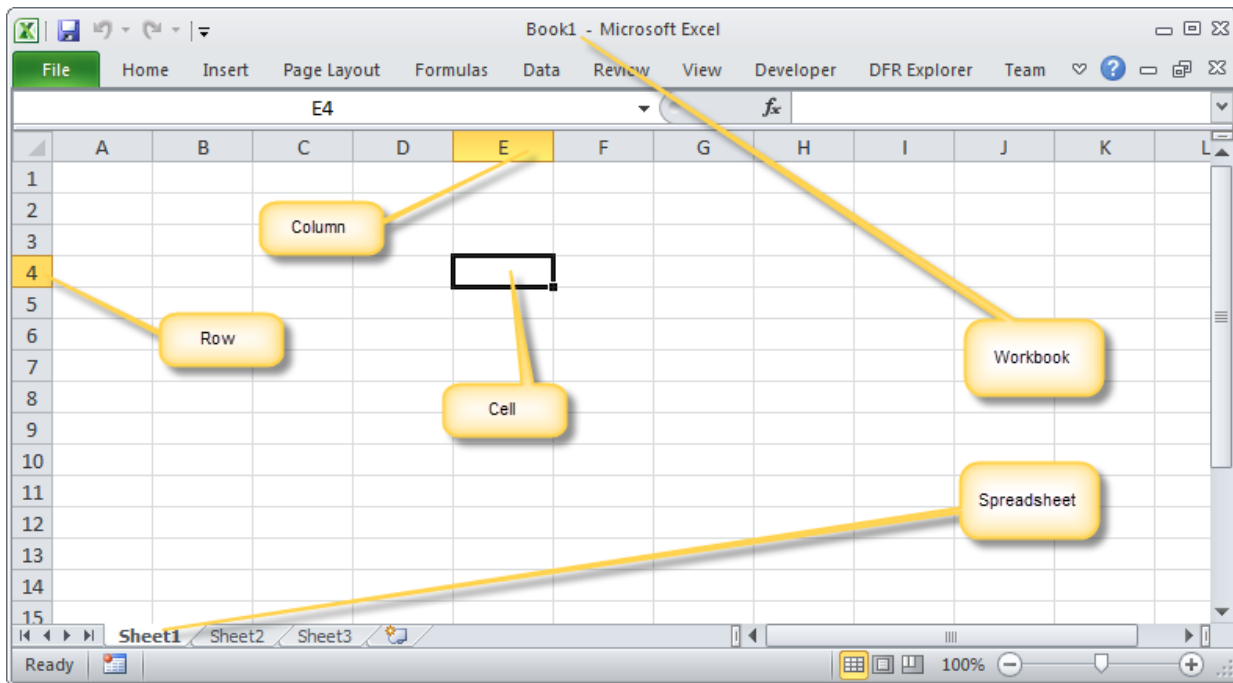 Book1 - Microsoft Excel
File Home Insert Page Layout Formulas Data Review View Developer DFR Explorer Team
E4 fx
A B C D E F G H I J K L
1
2
Column
3
4
5
6
Row
Workbook
7
8
Cell
9
10
11
Spreadsheet
12
13
14
15
Sheet1 Sheet2 Sheet3
Ready 100%